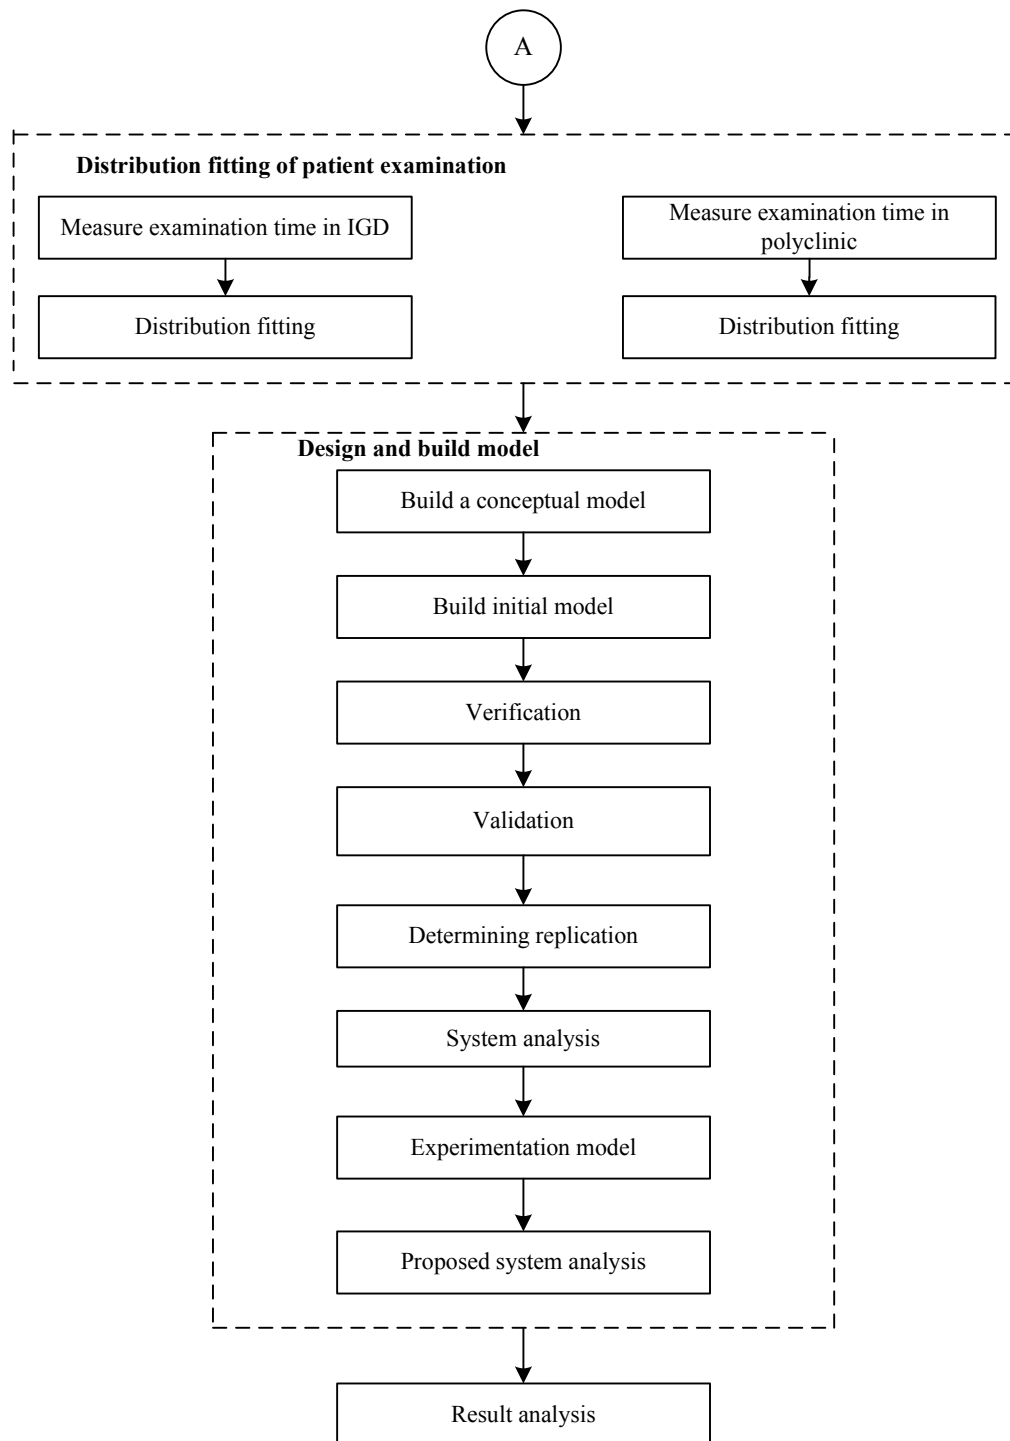 A
Distribution fitting of patient examination
Measure examination time in IGD
Distribution fitting
Measure examination time in
polyclinic
Distribution fitting
Design and build model
Build a conceptual model
Build initial model
Verification
Validation
Determining replication
System analysis
Experimentation model
Proposed system analysis
Result analysis